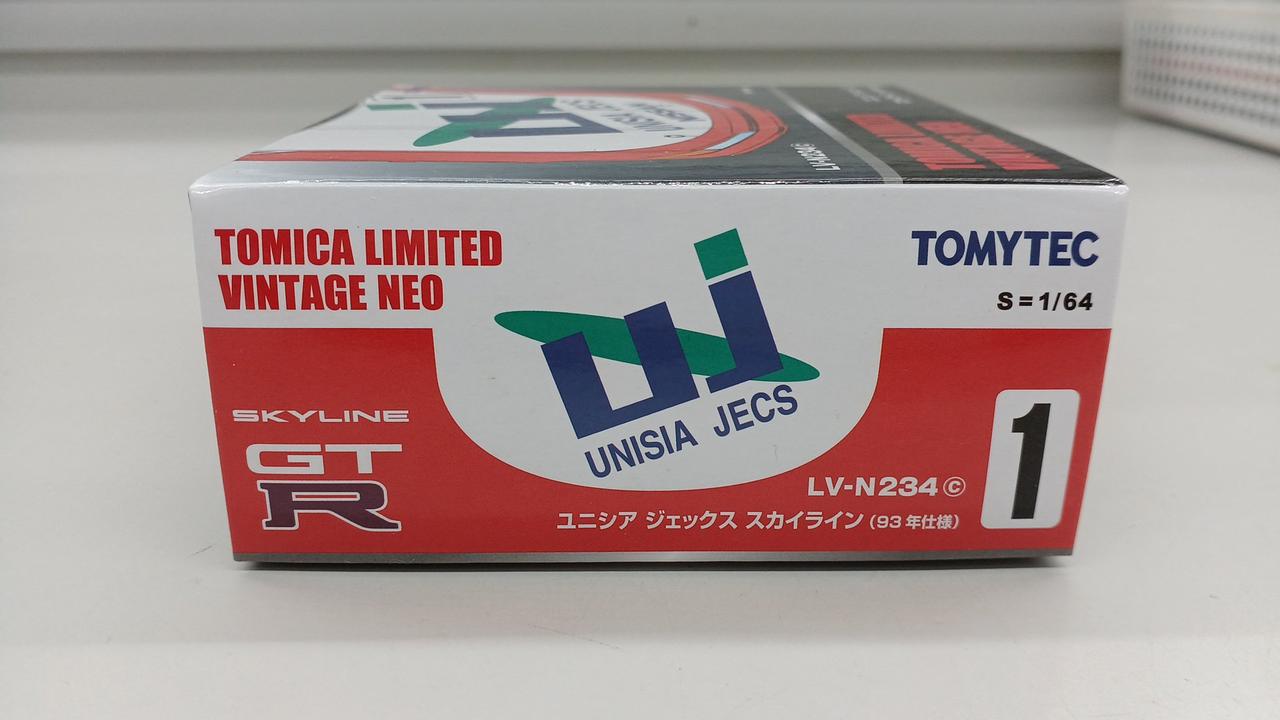 TOMICA LIMITED
VINTAGE NEO
TOMYTEC
S=1/64
UNISIA JECS
SKYLINE
GT
R
1
LV-N234 ©
ユニシア ジェックス スカイライン (93年仕様)